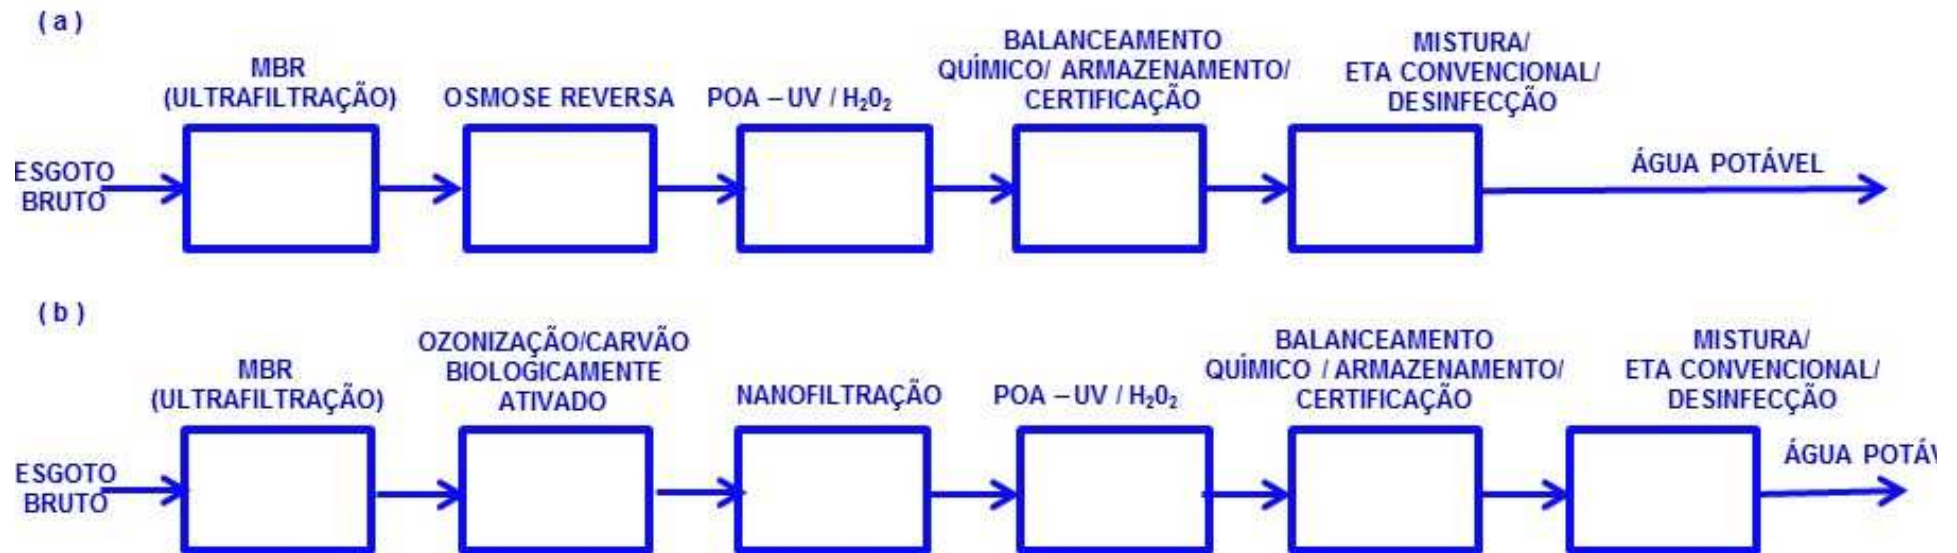 ( a )
MBR
(ULTRAFILTRAÇÃO)
OSMOSE REVERSA
POA – UV / H₂0₂
BALANCEAMENTO
QUÍMICO/ ARMAZENAMENTO/
CERTIFICAÇÃO
MISTURA/
ETA CONVENCIONAL/
DESINFECÇÃO
ESGOTO
BRUTO
ÁGUA POTÁVEL
( b )
MBR
(ULTRAFILTRAÇÃO)
OZONIZAÇÃO/CARVÃO
BIOLOGICAMENTE
ATIVADO
NANOFILTRAÇÃO
POA – UV / H₂0₂
BALANCEAMENTO
QUÍMICO / ARMAZENAMENTO/
CERTIFICAÇÃO
MISTURA/
ETA CONVENCIONAL/
DESINFECÇÃO
ESGOTO
BRUTO
ÁGUA POTÁV